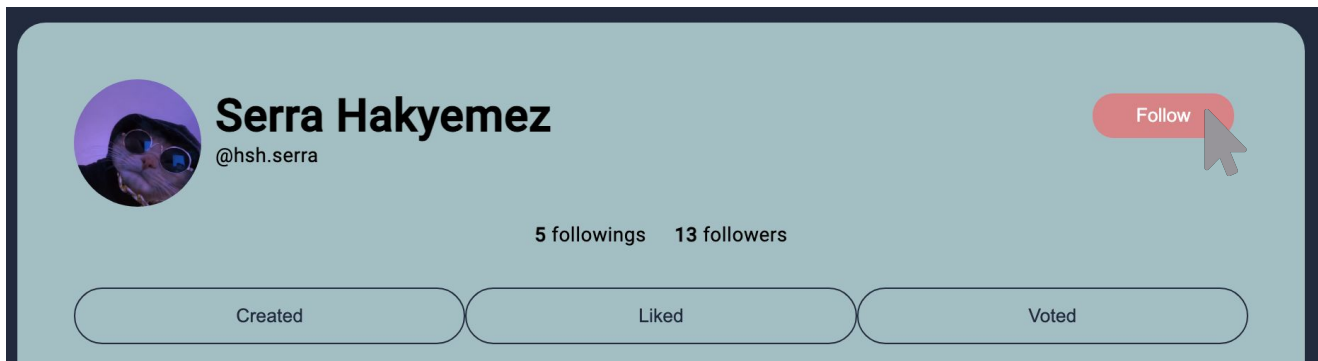 Serra Hakyemez
@hsh.serra
Follow
5 followings 13 followers
Created Liked Voted